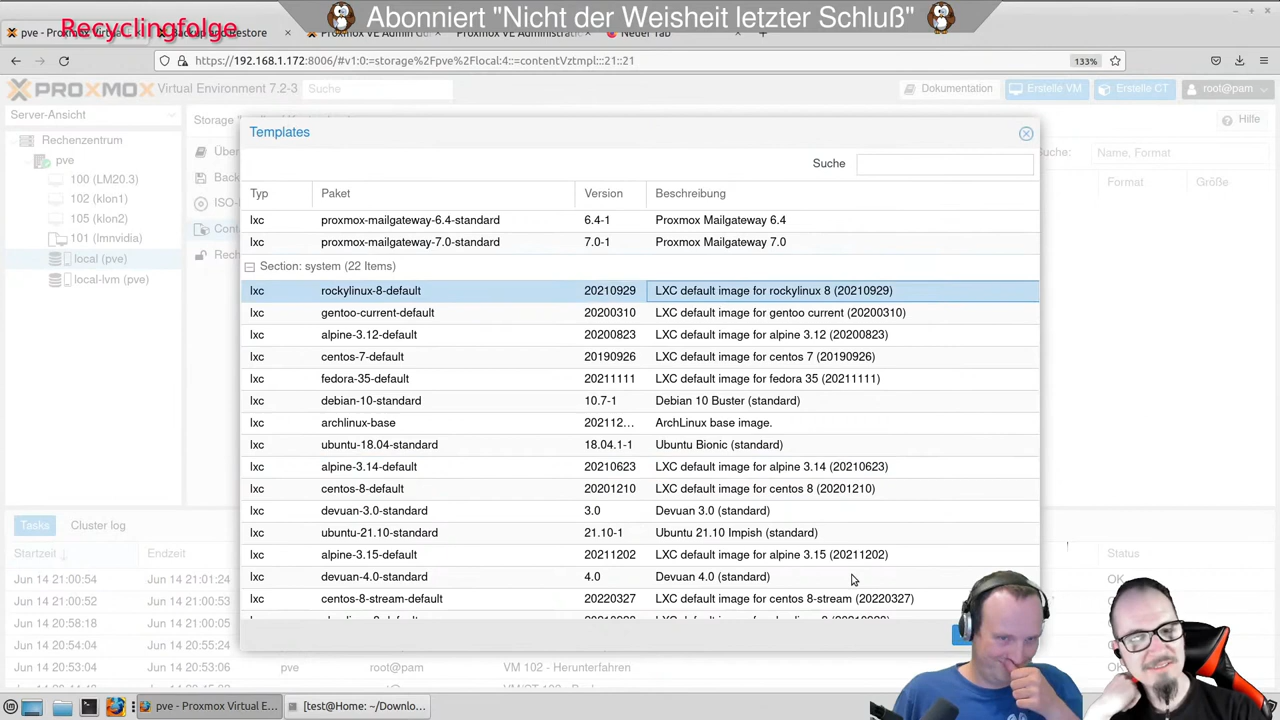 Abonniert "Nicht der Weisheit letzter Schluß"
Recyclingfolge
pve - Proxmox Virtual
Backup and Restore
Proxmox VE Admin
Proxmox VE Administra
Neuer Tab
https://192.168.1.172:8006/#v1:0:=storage%2Fpve%2Flocal:4::=contentVztmpl:::21::21
133%
PROXMOX Virtual Environment 7.2-3
Suche
Dokumentation
Erstelle VM
Erstelle CT
root@pam
Server-Ansicht
Storage
Hilfe
Rechenzentrum
pve
100 (LM20.3)
102 (klon1)
105 (klon2)
101 (lmnvidia)
local (pve)
local-lvm (pve)
Über
Back
ISO-
Cont
Rech
Suche:
Name, Format
Format
Größe
Templates
Suche
Typ Paket Version Beschreibung
lxc proxmox-mailgateway-6.4-standard 6.4-1 Proxmox Mailgateway 6.4
lxc proxmox-mailgateway-7.0-standard 7.0-1 Proxmox Mailgateway 7.0
Section: system (22 Items)
lxc rockylinux-8-default 20210929 LXC default image for rockylinux 8 (20210929)
lxc gentoo-current-default 20200310 LXC default image for gentoo current (20200310)
lxc alpine-3.12-default 20200823 LXC default image for alpine 3.12 (20200823)
lxc centos-7-default 20190926 LXC default image for centos 7 (20190926)
lxc fedora-35-default 20211111 LXC default image for fedora 35 (20211111)
lxc debian-10-standard 10.7-1 Debian 10 Buster (standard)
lxc archlinux-base 202112… ArchLinux base image.
lxc ubuntu-18.04-standard 18.04.1-1 Ubuntu Bionic (standard)
lxc alpine-3.14-default 20210623 LXC default image for alpine 3.14 (20210623)
lxc centos-8-default 20201210 LXC default image for centos 8 (20201210)
lxc devuan-3.0-standard 3.0 Devuan 3.0 (standard)
lxc ubuntu-21.10-standard 21.10-1 Ubuntu 21.10 Impish (standard)
lxc alpine-3.15-default 20211202 LXC default image for alpine 3.15 (20211202)
lxc devuan-4.0-standard 4.0 Devuan 4.0 (standard)
lxc centos-8-stream-default 20220327 LXC default image for centos 8-stream (20220327)
Tasks Cluster log
Startzeit Endzeit Status
Jun 14 21:00:54 Jun 14 21:01:24 OK
Jun 14 21:00:52 Jun 14 21:00:53
Jun 14 20:58:18 Jun 14 21:00:05
Jun 14 20:54:03 Jun 14 20:54:03
Jun 14 20:53:04 Jun 14 20:53:06 pve root@pam VM 102 - Herunterfahren
pve - Proxmox Virtual E…
[test@Home: ~/Downlo…